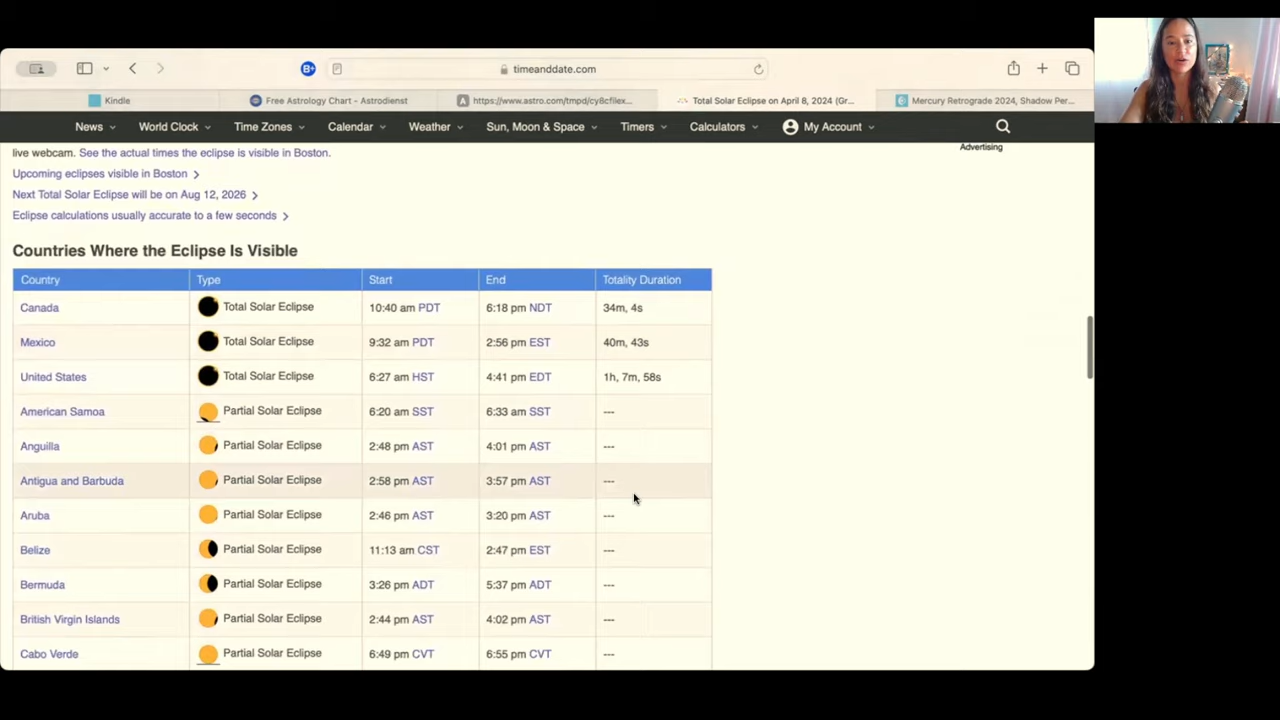 timeanddate.com
Kindle
Free Astrology Chart - Astrodienst
https://www.astro.com/tmpd/cy8cfilex...
Total Solar Eclipse on April 8, 2024 (Gr...
Mercury Retrograde 2024, Shadow Per...
News World Clock Time Zones Calendar Weather Sun, Moon & Space Timers Calculators My Account
live webcam. See the actual times the eclipse is visible in Boston.
Advertising
Upcoming eclipses visible in Boston
Next Total Solar Eclipse will be on Aug 12, 2026
Eclipse calculations usually accurate to a few seconds
Countries Where the Eclipse Is Visible
Country Type Start End Totality Duration
Canada Total Solar Eclipse 10:40 am PDT 6:18 pm NDT 34m, 4s
Mexico Total Solar Eclipse 9:32 am PDT 2:56 pm EST 40m, 43s
United States Total Solar Eclipse 6:27 am HST 4:41 pm EDT 1h, 7m, 58s
American Samoa Partial Solar Eclipse 6:20 am SST 6:33 am SST ---
Anguilla Partial Solar Eclipse 2:48 pm AST 4:01 pm AST ---
Antigua and Barbuda Partial Solar Eclipse 2:58 pm AST 3:57 pm AST ---
Aruba Partial Solar Eclipse 2:46 pm AST 3:20 pm AST ---
Belize Partial Solar Eclipse 11:13 am CST 2:47 pm EST ---
Bermuda Partial Solar Eclipse 3:26 pm ADT 5:37 pm ADT ---
British Virgin Islands Partial Solar Eclipse 2:44 pm AST 4:02 pm AST ---
Cabo Verde Partial Solar Eclipse 6:49 pm CVT 6:55 pm CVT ---